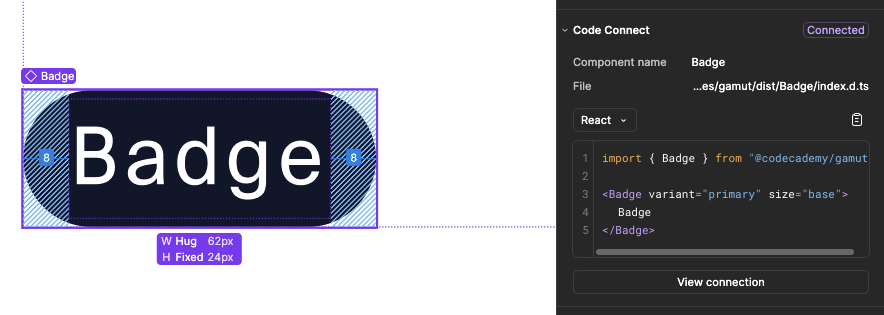 Badge
8
Badge
8
W Hug 62px
H Fixed 24px
Code Connect
Connected
Component name Badge
File ...es/gamut/dist/Badge/index.d.ts
React
1 import { Badge } from "@codecademy/gamut
2
3 <Badge variant="primary" size="base">
4 Badge
5 </Badge>
View connection